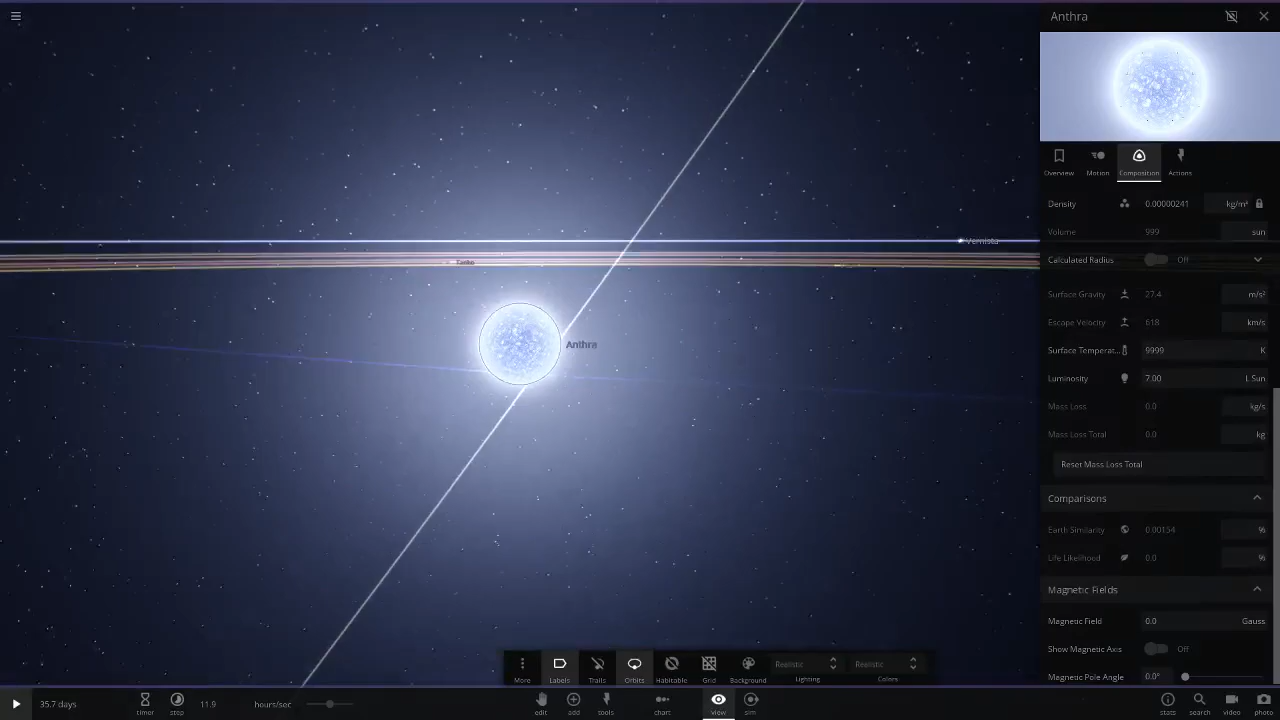 Anthra
Overview
Motion
Composition
Actions
Density 0.00000241 kg/m³
Volume 999 sun
Calculated Radius Off
Surface Gravity 27.4 m/s²
Escape Velocity 618 km/s
Surface Temperat... 9999 K
Luminosity 7.00 L Sun
Mass Loss 0.0 kg/s
Mass Loss Total 0.0 kg
Reset Mass Loss Total
Comparisons
Earth Similarity 0.00154 %
Life Likelihood 0.0 %
Magnetic Fields
Magnetic Field 0.0 Gauss
Show Magnetic Axis Off
Magnetic Pole Angle 0.0°
Vernista
Anthra
More
Labels
Trails
Orbits
Habitable
Grid
Background
Realistic
Lighting
Realistic
Colors
35.7 days
timer
step
11.9
hours/sec
edit
add
tools
chart
view
sim
stats
search
video
photo